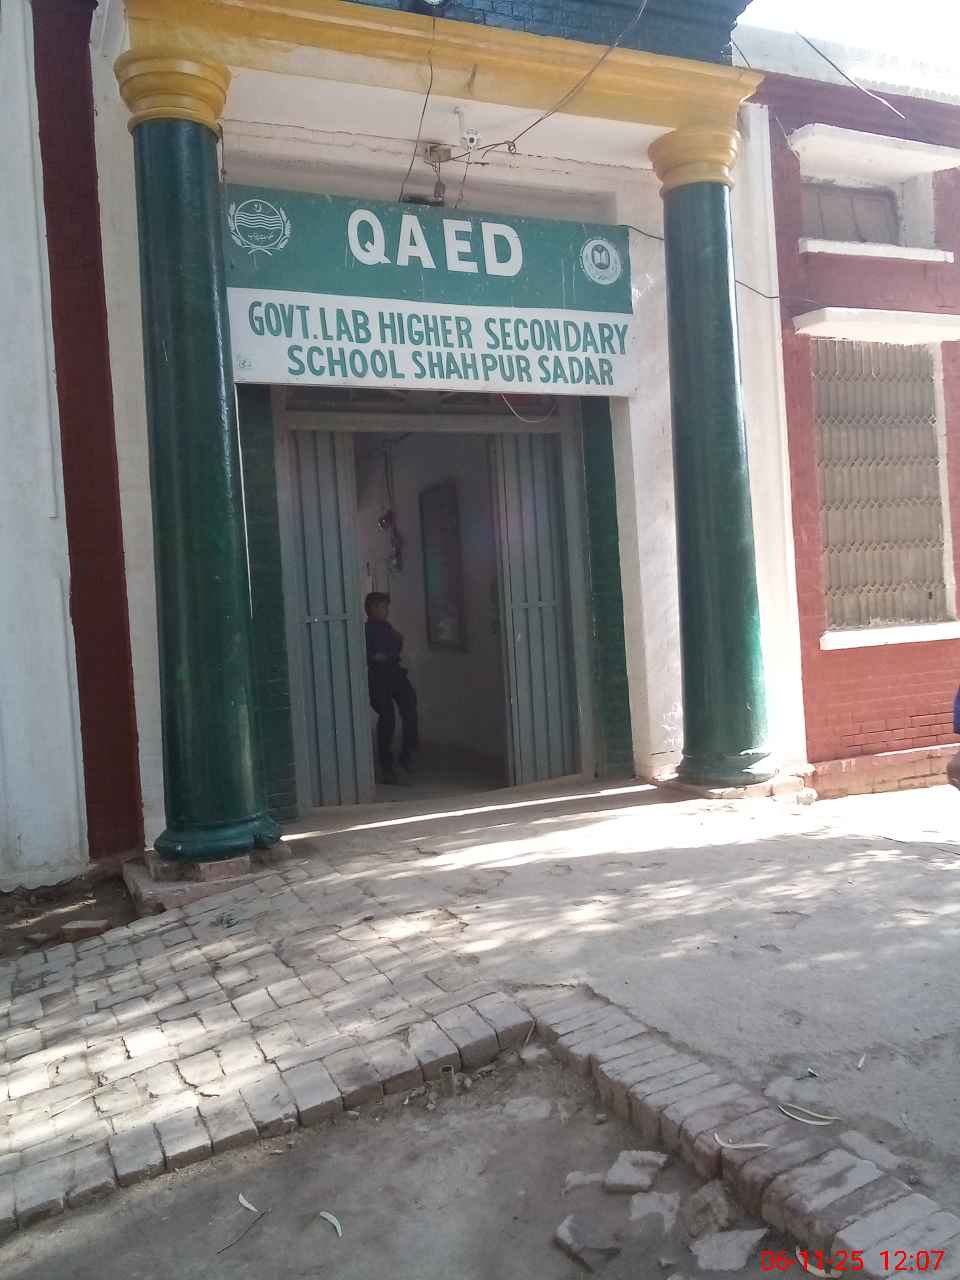 QAED
GOVT. LAB HIGHER SECONDARY
SCHOOL SHAHPUR SADAR
06-11-25 12:07